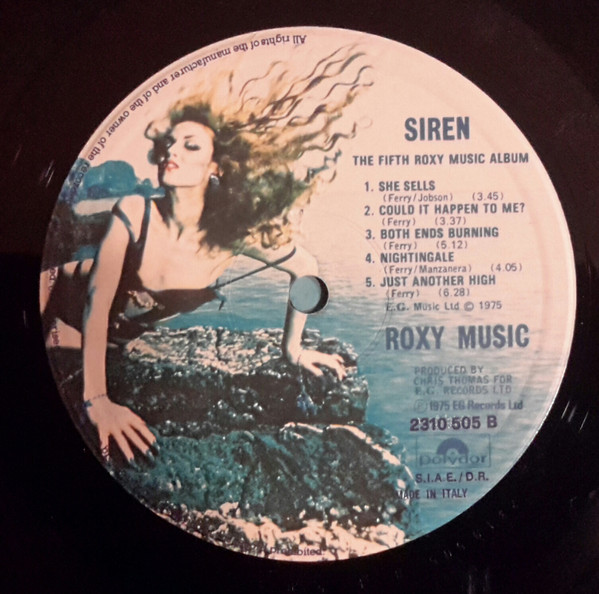 All rights of the manufacturer and of the owner of the
SIREN
THE FIFTH ROXY MUSIC ALBUM
1. SHE SELLS
(Ferry/Jobson) (3.45)
2. COULD IT HAPPEN TO ME?
(Ferry) (3.37)
3. BOTH ENDS BURNING
(Ferry) (5.12)
4. NIGHTINGALE
(Ferry/Manzanera) (4.05)
5. JUST ANOTHER HIGH
(Ferry) (6.28)
E.G. Music Ltd © 1975
ROXY MUSIC
PRODUCED BY
CHRIS THOMAS FOR
E.G. RECORDS LTD
℗ 1975 EG Records Ltd
2310 505 B
polydor
S.I.A.E./D.R.
MADE IN ITALY
prohibited.